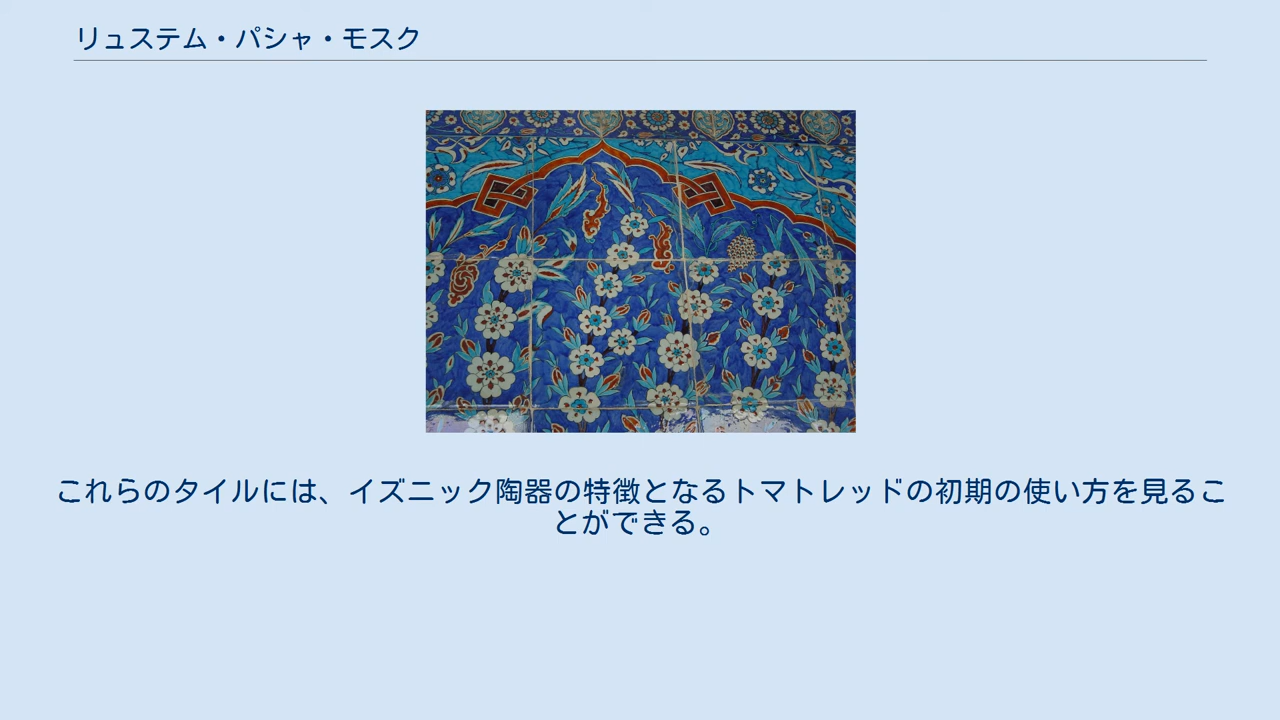 リュステム・パシャ・モスク
これらのタイルには、イズニック陶器の特徴となるトマトレッドの初期の使い方を見るこ
とができる。